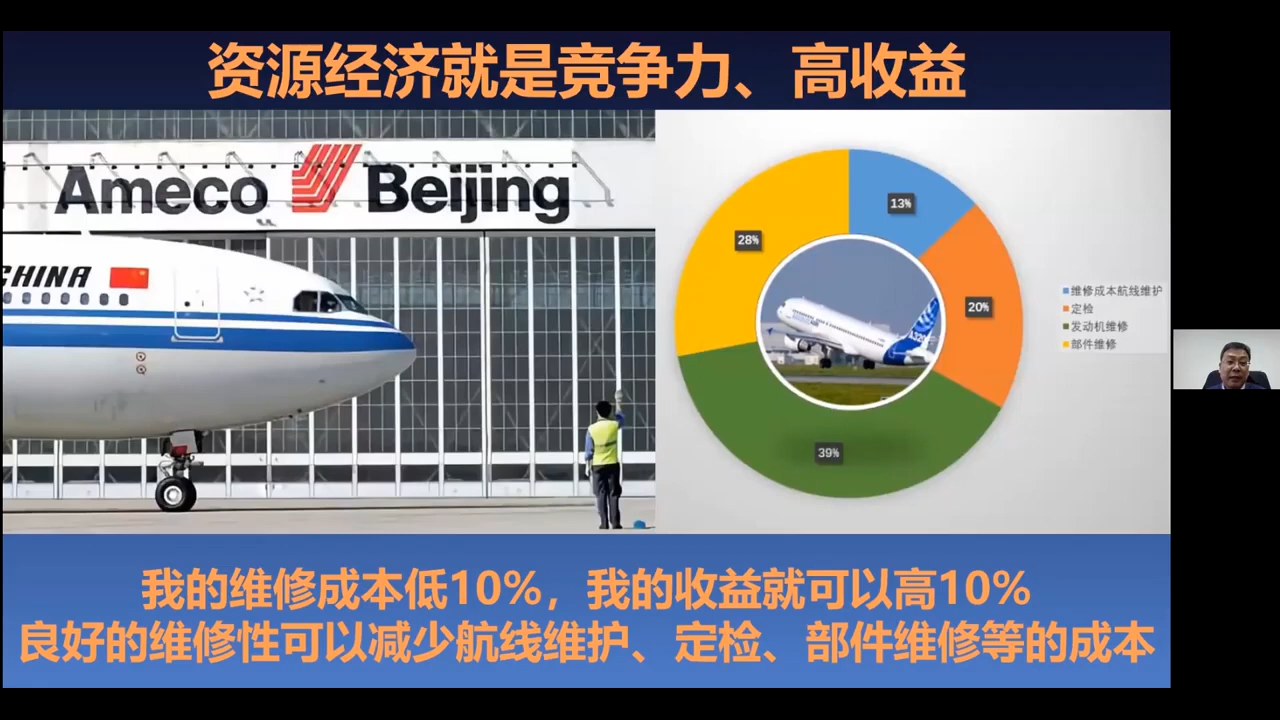 资源经济就是竞争力、高收益
Ameco Beijing
CHINA
13%
28%
20%
39%
维修成本航线维护
定检
发动机维修
部件维修
A320
我的维修成本低10%，我的收益就可以高10%
良好的维修性可以减少航线维护、定检、部件维修等的成本